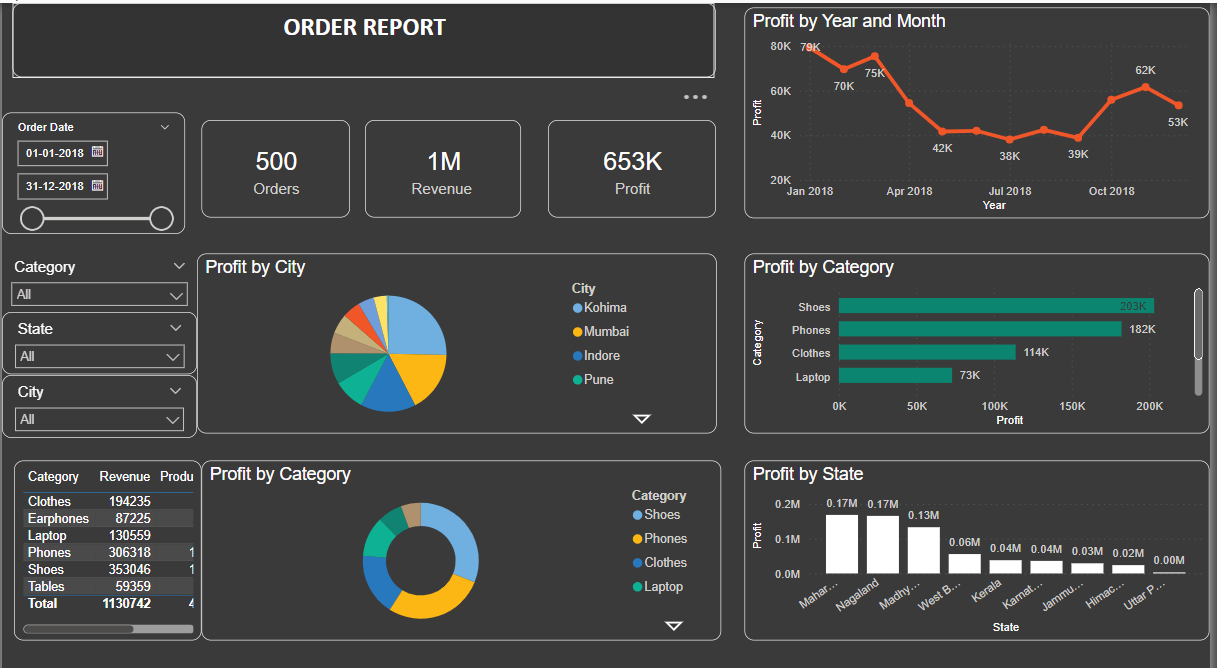 ORDER REPORT
Order Date
01-01-2018
31-12-2018
500
Orders
1M
Revenue
653K
Profit
Profit by Year and Month
Profit
80K
60K
40K
20K
79K
70K
75K
42K
38K
39K
62K
53K
Jan 2018
Apr 2018
Jul 2018
Oct 2018
Year
Category
All
State
All
City
All
Profit by City
City
Kohima
Mumbai
Indore
Pune
Profit by Category
Category
Shoes 203K
Phones 182K
Clothes 114K
Laptop 73K
0K 50K 100K 150K 200K
Profit
Category Revenue Produ
Clothes 194235
Earphones 87225
Laptop 130559
Phones 306318 1
Shoes 353046 1
Tables 59359
Total 1130742 4
Profit by Category
Category
Shoes
Phones
Clothes
Laptop
Profit by State
Profit
0.2M
0.1M
0.0M
0.17M 0.17M 0.13M 0.06M 0.04M 0.04M 0.03M 0.02M 0.00M
Mahar... Nagaland Madhy... West B... Kerala Karnat... Jammu... Himac... Uttar P...
State